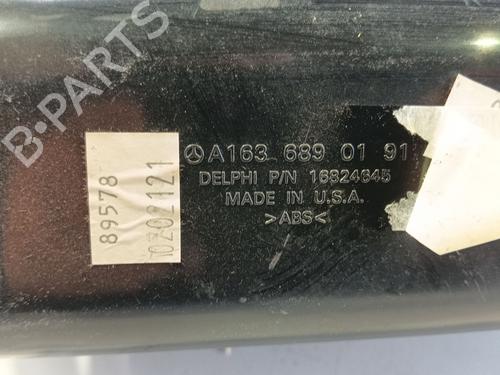 B-PARTS
A163 689 01 91
DELPHI P/N 16824645
MADE IN U.S.A.
>ABS<
89578
0202121